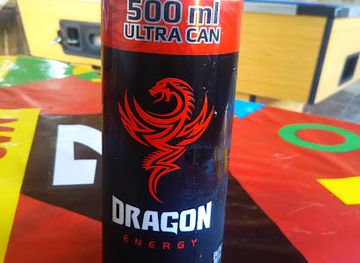 500 ml
ULTRA CAN
DRAGON
ENERGY